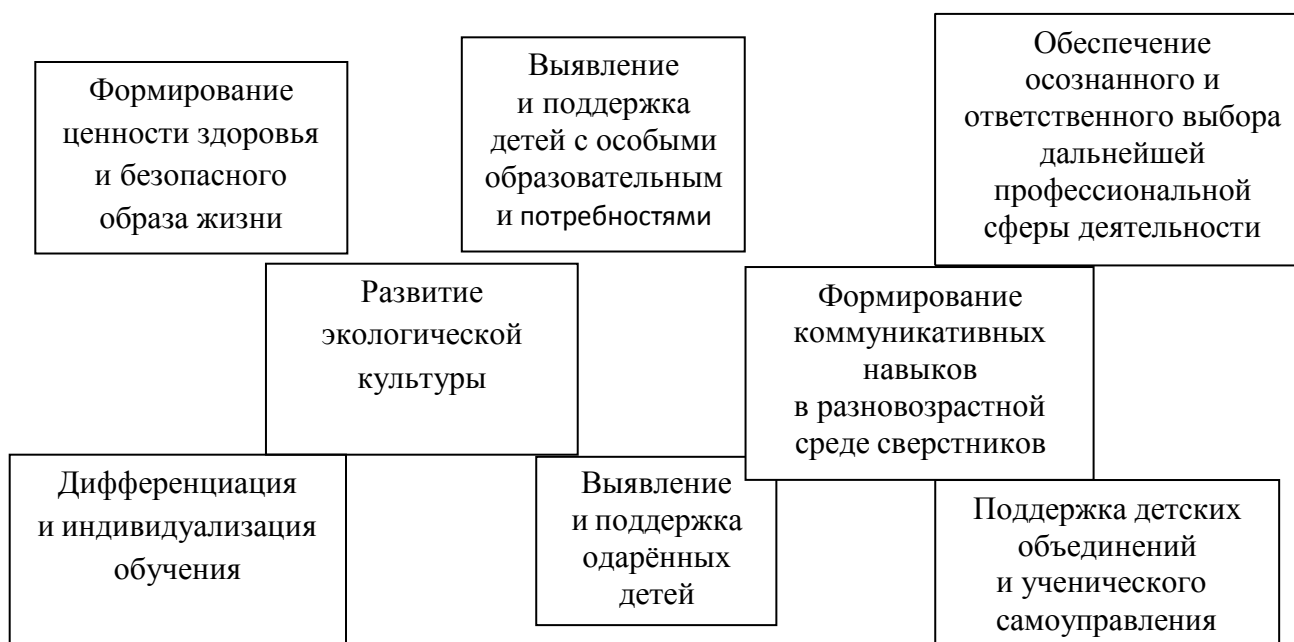 Формирование
ценности здоровья
и безопасного
образа жизни
Выявление
и поддержка
детей с особыми
образовательным
и потребностями
Обеспечение
осознанного и
ответственного выбора
дальнейшей
профессиональной
сферы деятельности
Развитие
экологической
культуры
Формирование
коммуникативных
навыков
в разновозрастной
среде сверстников
Дифференциация
и индивидуализация
обучения
Выявление
и поддержка
одарённых
детей
Поддержка детских
объединений
и ученического
самоуправления